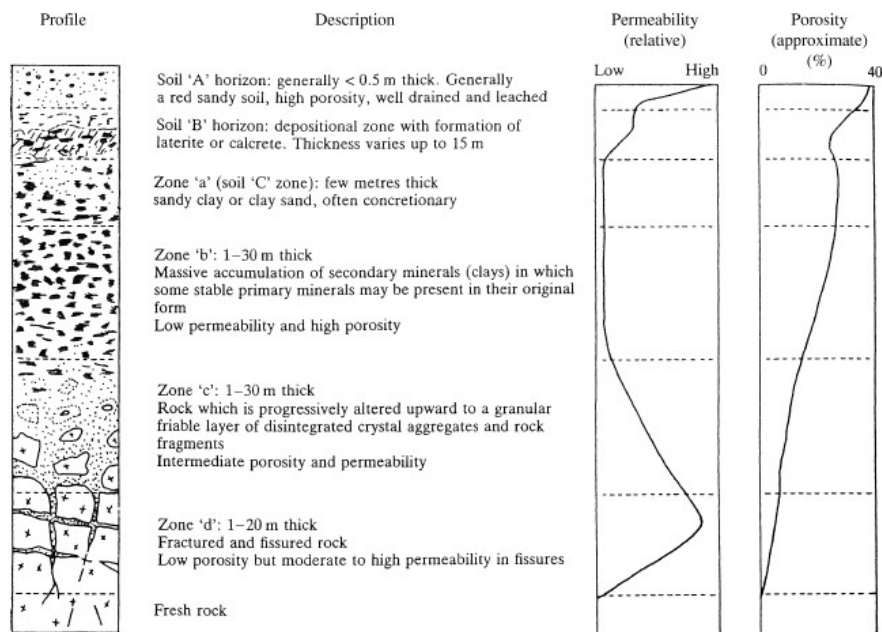 Profile
Description
Permeability
(relative)
Porosity
(approximate)
(%)
Low High
0 40
Soil ‘A’ horizon: generally < 0.5 m thick. Generally
a red sandy soil, high porosity, well drained and leached
Soil ‘B’ horizon: depositional zone with formation of
laterite or calcrete. Thickness varies up to 15 m
Zone ‘a’ (soil ‘C’ zone): few metres thick
sandy clay or clay sand, often concretionary
Zone ‘b’: 1–30 m thick
Massive accumulation of secondary minerals (clays) in which
some stable primary minerals may be present in their original
form
Low permeability and high porosity
Zone ‘c’: 1–30 m thick
Rock which is progressively altered upward to a granular
friable layer of disintegrated crystal aggregates and rock
fragments
Intermediate porosity and permeability
Zone ‘d’: 1–20 m thick
Fractured and fissured rock
Low porosity but moderate to high permeability in fissures
Fresh rock